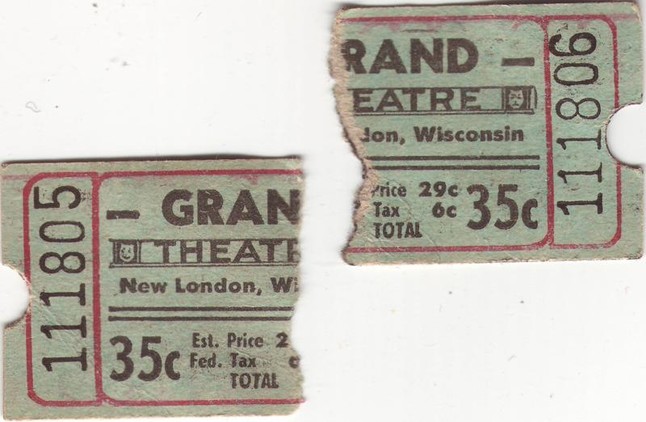 RAND –
EATRE
don, Wisconsin
Price 29c
Tax 6c
TOTAL
35c
111806
111805
– GRAN
THEATR
New London, Wi
35c
Est. Price 2
Fed. Tax
TOTAL